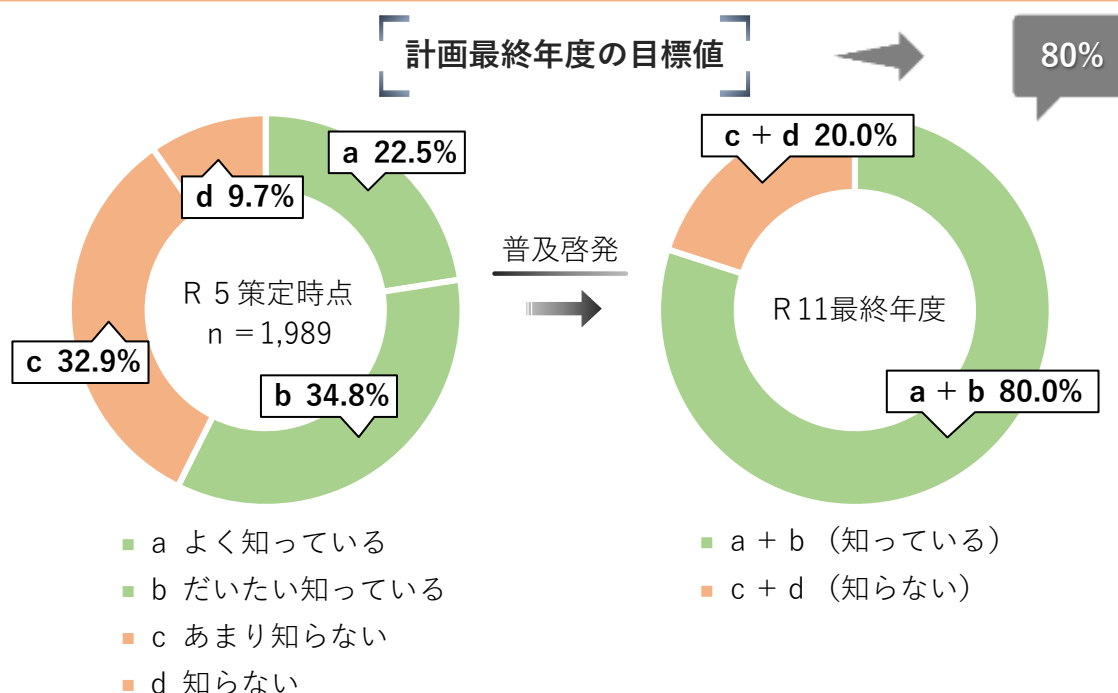 計画最終年度の目標値
80%
a 22.5%
d 9.7%
R 5策定時点
n =1,989
c 32.9%
b 34.8%
普及啓発
c + d 20.0%
R11最終年度
a + b 80.0%
a よく知っている
b だいたい知っている
c あまり知らない
d 知らない
a + b (知っている)
c + d (知らない)